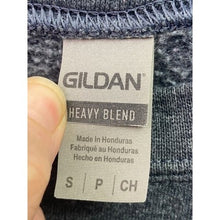 GILDAN
HEAVY BLEND
Made in Honduras
Fabriqué au Honduras
Hecho en Honduras
S | P | CH